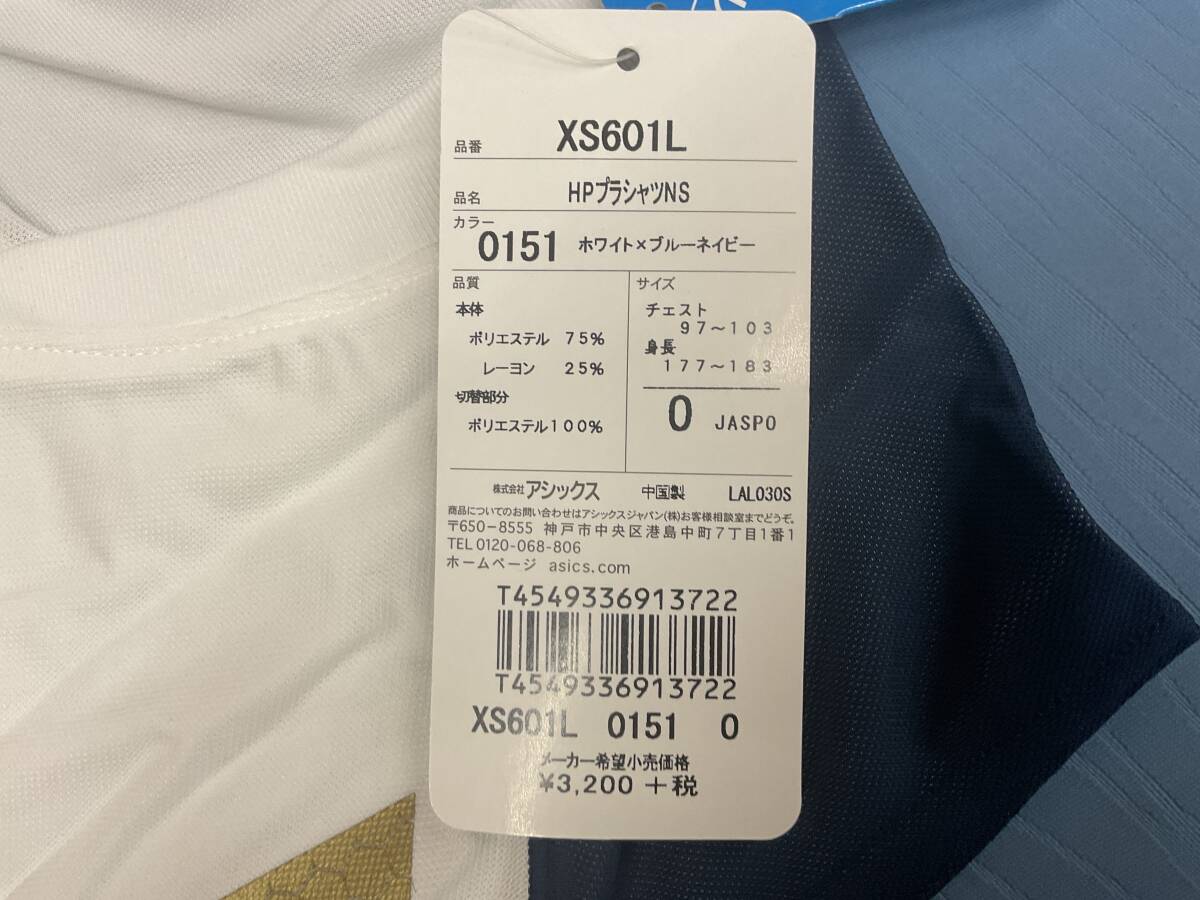 品番 XS601L
品名 HPプラシャツNS
カラー
0151 ホワイト×ブルーネイビー
品質
本体
ポリエステル 75%
レーヨン 25%
切替部分
ポリエステル100%
サイズ
チェスト
97~103
身長
177~183
O JASPO
株式会社アシックス 中国製 LAL030S
商品についてのお問い合わせはアシックスジャパン(株)お客様相談室までどうぞ。
〒650-8555 神戸市中央区港島中町7丁目1番1
TEL 0120-068-806
ホームページ asics.com
T4549336913722
T4549336913722
XS601L 0151 O
メーカー希望小売価格
¥3,200 +税